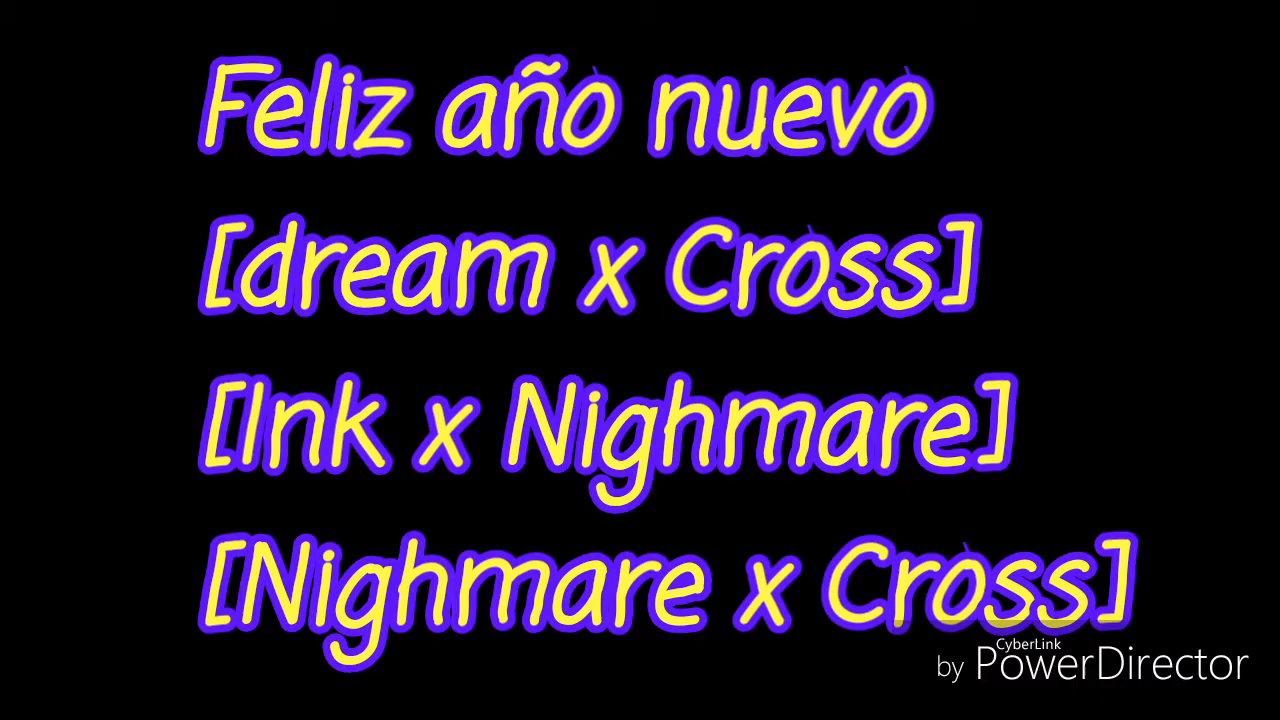 Feliz año nuevo
[dream x Cross]
[Ink x Nighmare]
[Nighmare x Cross]
CyberLink
by PowerDirector